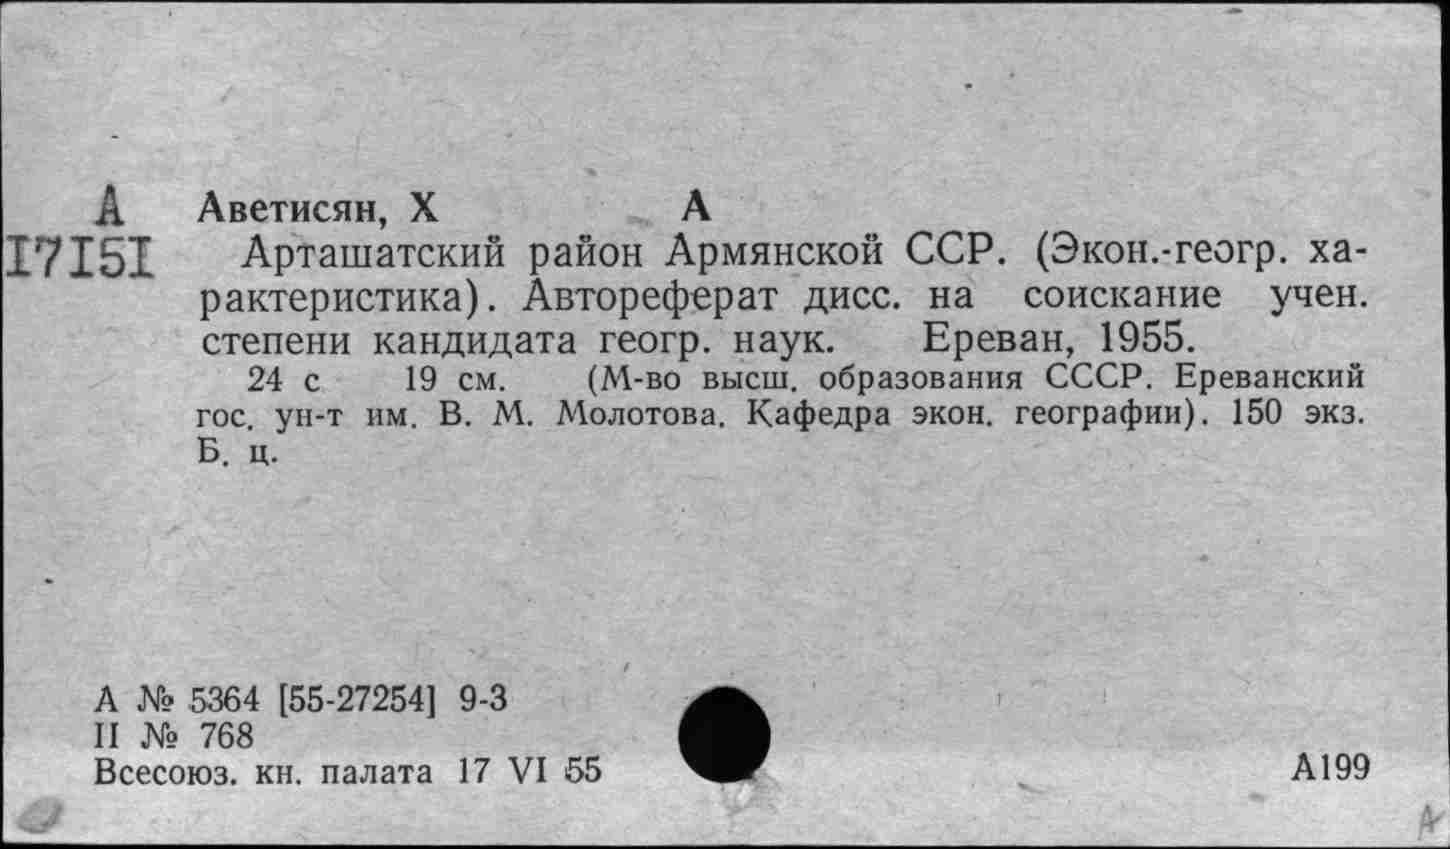 А Аветисян, Х А
I7I5I Арташатский район Армянской ССР. (Экон.-геогр. ха-
рактеристика). Автореферат дисс. на соискание учен.
степени кандидата геогр. наук. Ереван, 1955.
24 с 19 см. (М-во высш. образования СССР. Ереванский
гос. ун-т им. В. М. Молотова. Кафедра экон. географии). 150 экз.
Б. ц.
А № 5364 [55-27254] 9-3
II № 768
Всесоюз. кн. палата 17 VI 55
А199
А